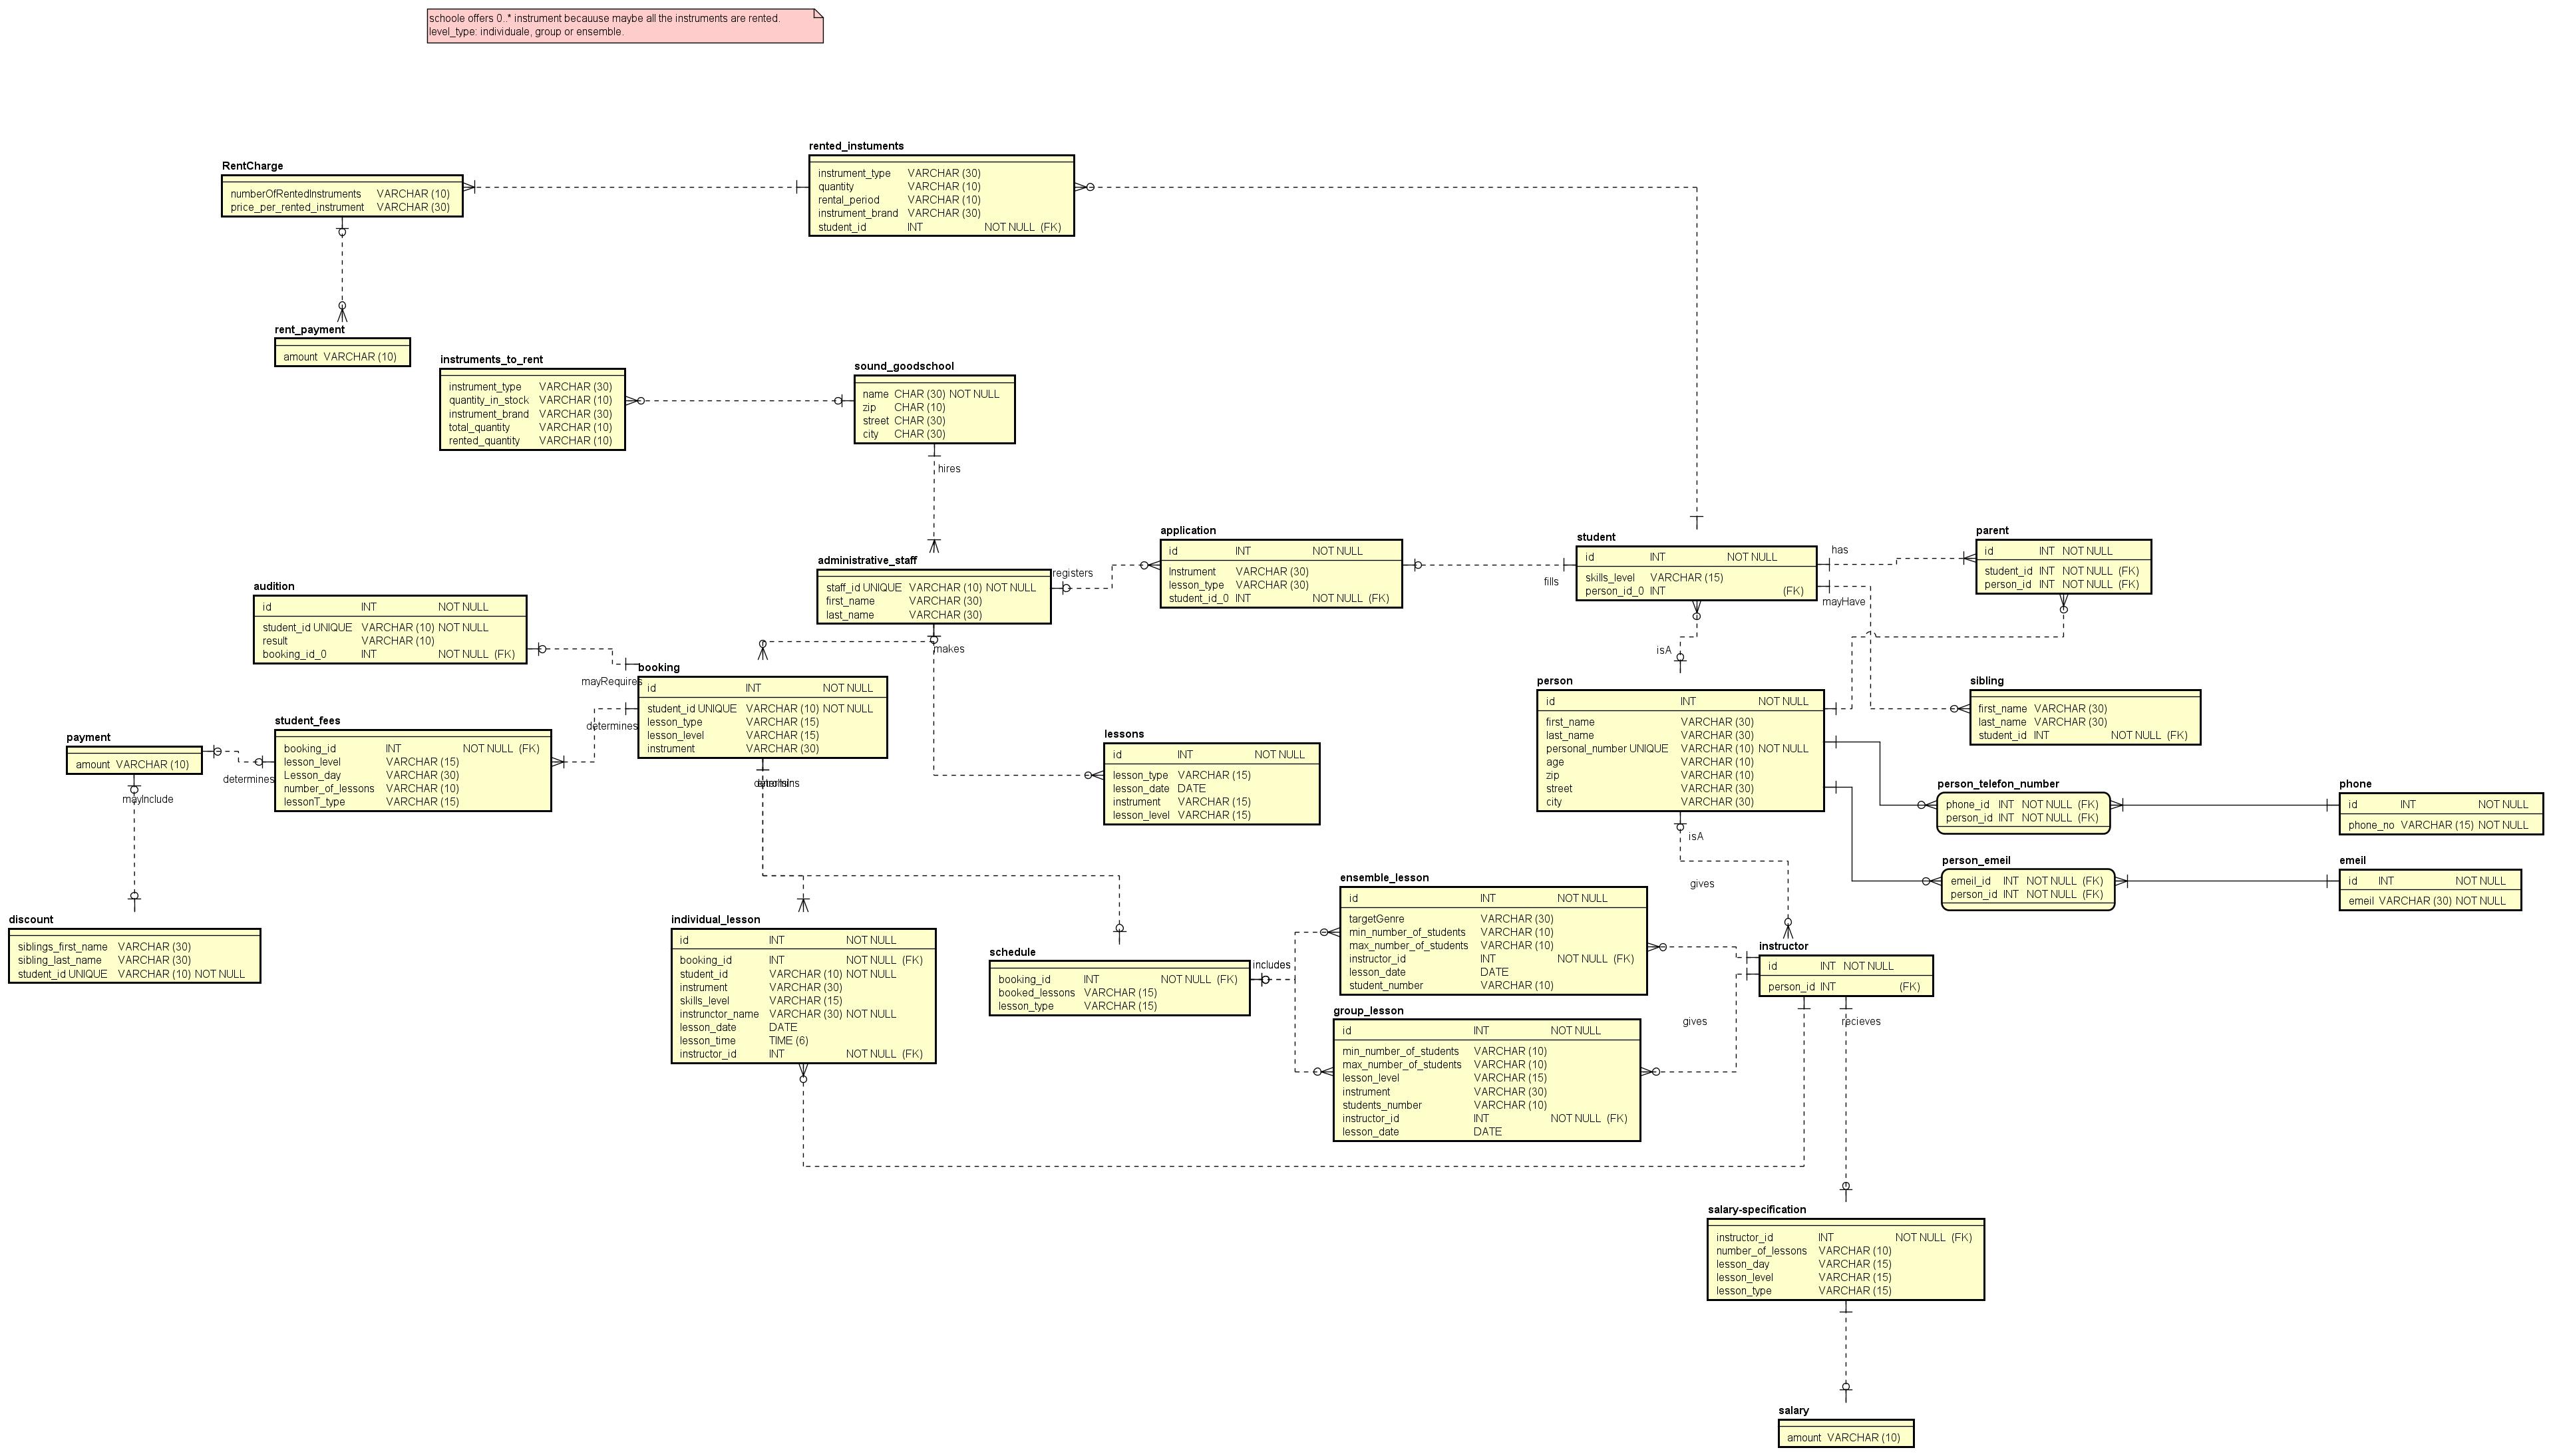 schoole offers 0..* instrument becauuse maybe all the instruments are rented.
level_type: individuale, group or ensemble.
rented_instuments
instrument_type VARCHAR (30)
quantity VARCHAR (10)
rental_period VARCHAR (10)
instrument_brand VARCHAR (30)
student_id INT NOT NULL (FK)
RentCharge
numberOfRentedInstruments VARCHAR (10)
price_per_rented_instrument VARCHAR (30)
rent_payment
amount VARCHAR (10)
instruments_to_rent
instrument_type VARCHAR (30)
quantity_in_stock VARCHAR (10)
instrument_brand VARCHAR (30)
total_quantity VARCHAR (10)
rented_quantity VARCHAR (10)
sound_goodschool
name CHAR (30) NOT NULL
zip CHAR (10)
street CHAR (30)
city CHAR (30)
hires
application
id INT NOT NULL
Instrument VARCHAR (30)
lesson_type VARCHAR (30)
student_id_0 INT NOT NULL (FK)
student
id INT NOT NULL
skills_level VARCHAR (15)
person_id_0 INT (FK)
parent
id INT NOT NULL
student_id INT NOT NULL (FK)
person_id INT NOT NULL (FK)
has
fills
mayHave
registers
administrative_staff
staff_id UNIQUE VARCHAR (10) NOT NULL
first_name VARCHAR (30)
last_name VARCHAR (30)
makes
audition
id INT NOT NULL
student_id UNIQUE VARCHAR (10) NOT NULL
result VARCHAR (10)
booking_id_0 INT NOT NULL (FK)
mayRequires
booking
id INT NOT NULL
student_id UNIQUE VARCHAR (10) NOT NULL
lesson_type VARCHAR (15)
lesson_level VARCHAR (15)
instrument VARCHAR (30)
determines
isA
person
id INT NOT NULL
first_name VARCHAR (30)
last_name VARCHAR (30)
personal_number UNIQUE VARCHAR (10) NOT NULL
age VARCHAR (10)
zip VARCHAR (10)
street VARCHAR (30)
city VARCHAR (30)
sibling
first_name VARCHAR (30)
last_name VARCHAR (30)
student_id INT NOT NULL (FK)
student_fees
booking_id INT NOT NULL (FK)
lesson_level VARCHAR (15)
Lesson_day VARCHAR (30)
number_of_lessons VARCHAR (10)
lessonT_type VARCHAR (15)
payment
amount VARCHAR (10)
determines
mayInclude
lessons
id INT NOT NULL
lesson_type VARCHAR (15)
lesson_date DATE
instrument VARCHAR (15)
lesson_level VARCHAR (15)
person_telefon_number
phone_id INT NOT NULL (FK)
person_id INT NOT NULL (FK)
phone
id INT NOT NULL
phone_no VARCHAR (15) NOT NULL
person_emeil
emeil_id INT NOT NULL (FK)
person_id INT NOT NULL (FK)
emeil
id INT NOT NULL
emeil VARCHAR (30) NOT NULL
isA
gives
discount
siblings_first_name VARCHAR (30)
sibling_last_name VARCHAR (30)
student_id UNIQUE VARCHAR (10) NOT NULL
individual_lesson
id INT NOT NULL
booking_id INT NOT NULL (FK)
student_id VARCHAR (10) NOT NULL
instrument VARCHAR (30)
skills_level VARCHAR (15)
instrunctor_name VARCHAR (30) NOT NULL
lesson_date DATE
lesson_time TIME (6)
instructor_id INT NOT NULL (FK)
schedule
booking_id INT NOT NULL (FK)
booked_lessons VARCHAR (15)
lesson_type VARCHAR (15)
includes
ensemble_lesson
id INT NOT NULL
targetGenre VARCHAR (30)
min_number_of_students VARCHAR (10)
max_number_of_students VARCHAR (10)
instructor_id INT NOT NULL (FK)
lesson_date DATE
student_number VARCHAR (10)
instructor
id INT NOT NULL
person_id INT (FK)
group_lesson
id INT NOT NULL
min_number_of_students VARCHAR (10)
max_number_of_students VARCHAR (10)
lesson_level VARCHAR (15)
instrument VARCHAR (30)
students_number VARCHAR (10)
instructor_id INT NOT NULL (FK)
lesson_date DATE
gives
recieves
salary-specification
instructor_id INT NOT NULL (FK)
number_of_lessons VARCHAR (10)
lesson_day VARCHAR (15)
lesson_level VARCHAR (15)
lesson_type VARCHAR (15)
salary
amount VARCHAR (10)